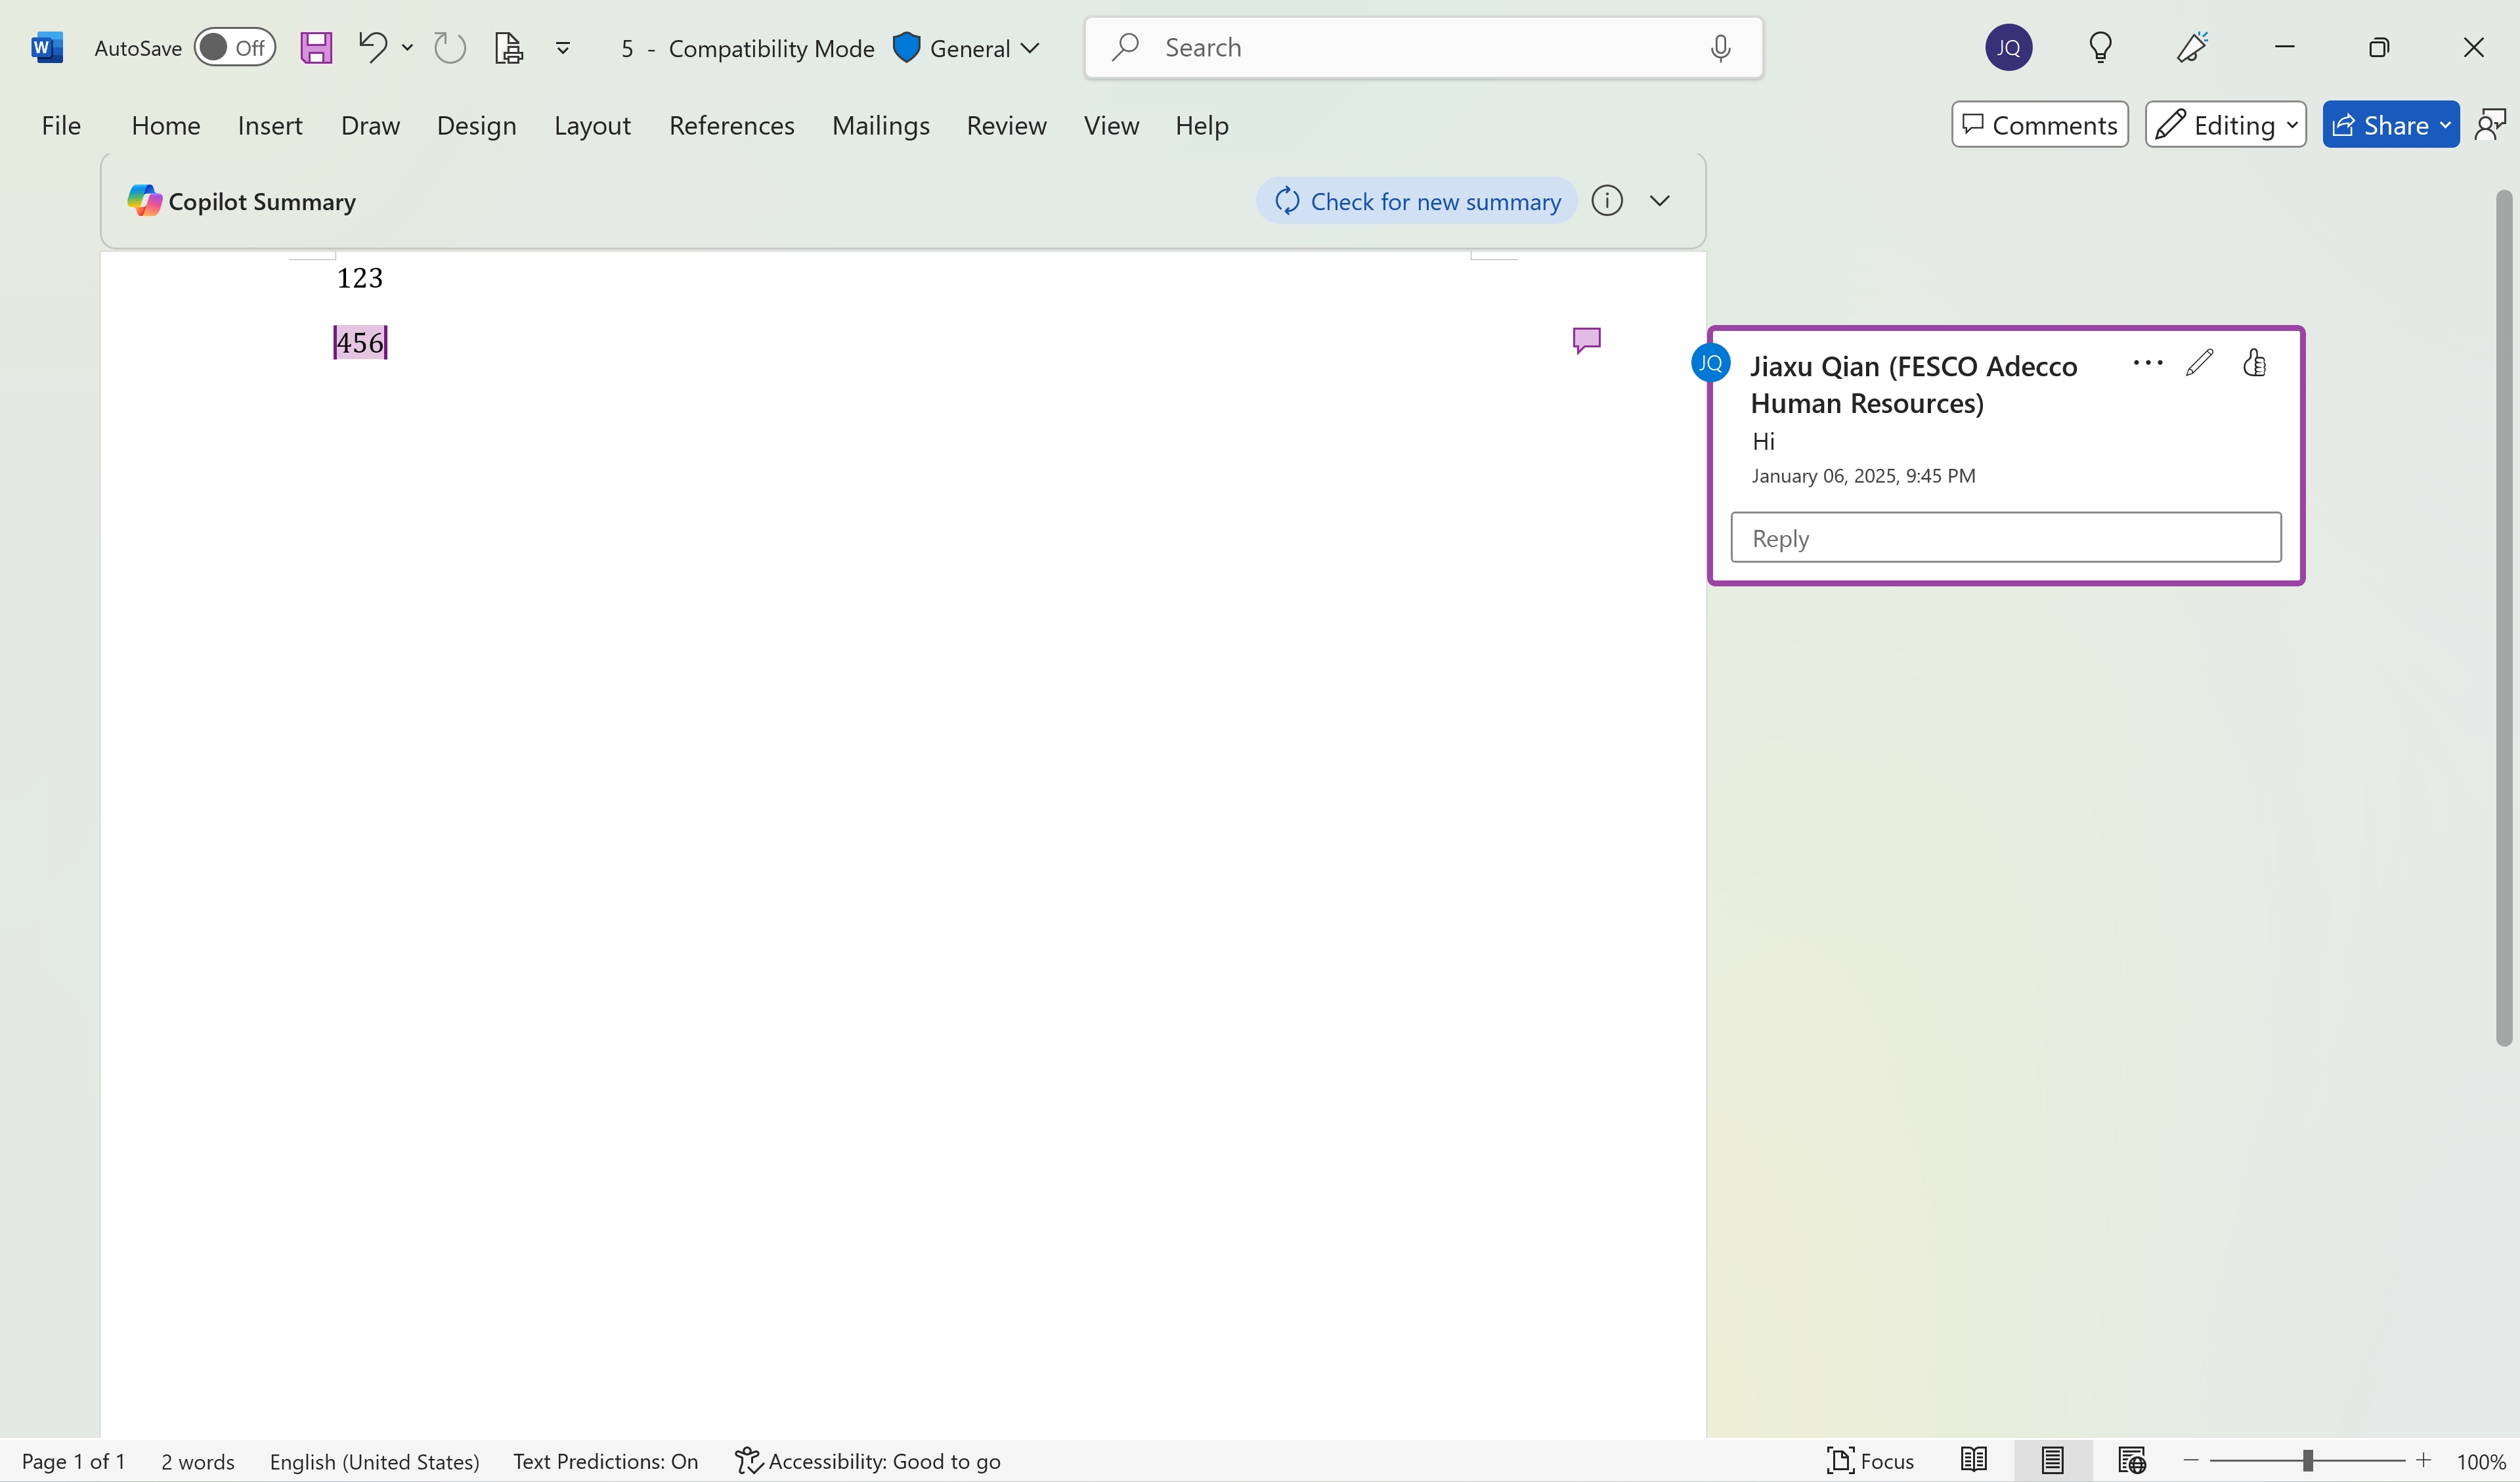 AutoSave Off 5 - Compatibility Mode General Search JQ
File Home Insert Draw Design Layout References Mailings Review View Help Comments Editing Share
Copilot Summary Check for new summary
123
456
JQ Jiaxu Qian (FESCO Adecco
Human Resources)
Hi
January 06, 2025, 9:45 PM
Reply
Page 1 of 1 2 words English (United States) Text Predictions: On Accessibility: Good to go Focus 100%